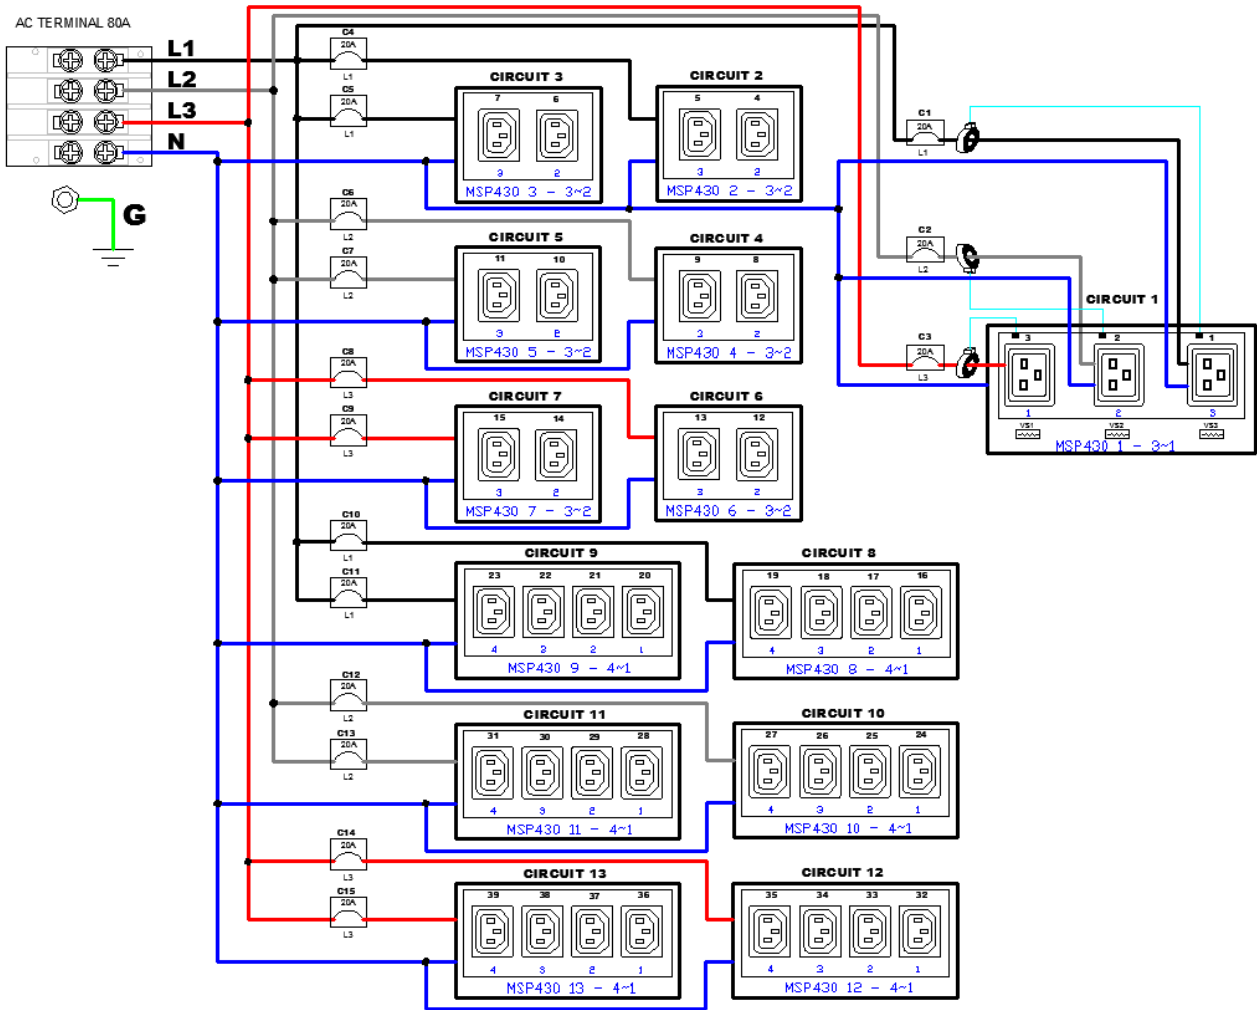 AC TERMINAL 80A
L1
L2
L3
N
G
C4
20A
L1
C5
20A
L1
CIRCUIT 3
7 6
3 2
MSP430 3 - 3~2
CIRCUIT 2
5 4
3 2
MSP430 2 - 3~2
C1
20A
L1
C6
20A
L2
C7
20A
L2
CIRCUIT 5
11 10
3 2
MSP430 5 - 3~2
CIRCUIT 4
9 8
3 2
MSP430 4 - 3~2
C2
20A
L2
C3
20A
L3
CIRCUIT 1
3 2 1
1 2 3
VS1 VS2 VS3
MSP430 1 - 3~1
C8
20A
L3
C9
20A
L3
CIRCUIT 7
15 14
3 2
MSP430 7 - 3~2
CIRCUIT 6
13 12
3 2
MSP430 6 - 3~2
C10
20A
L1
C11
20A
L1
CIRCUIT 9
23 22 21 20
4 3 2 1
MSP430 9 - 4~1
CIRCUIT 8
19 18 17 16
4 3 2 1
MSP430 8 - 4~1
C12
20A
L2
C13
20A
L2
CIRCUIT 11
31 30 29 28
4 3 2 1
MSP430 11 - 4~1
CIRCUIT 10
27 26 25 24
4 3 2 1
MSP430 10 - 4~1
C14
20A
L3
C15
20A
L3
CIRCUIT 13
39 38 37 36
4 3 2 1
MSP430 13 - 4~1
CIRCUIT 12
35 34 33 32
4 3 2 1
MSP430 12 - 4~1